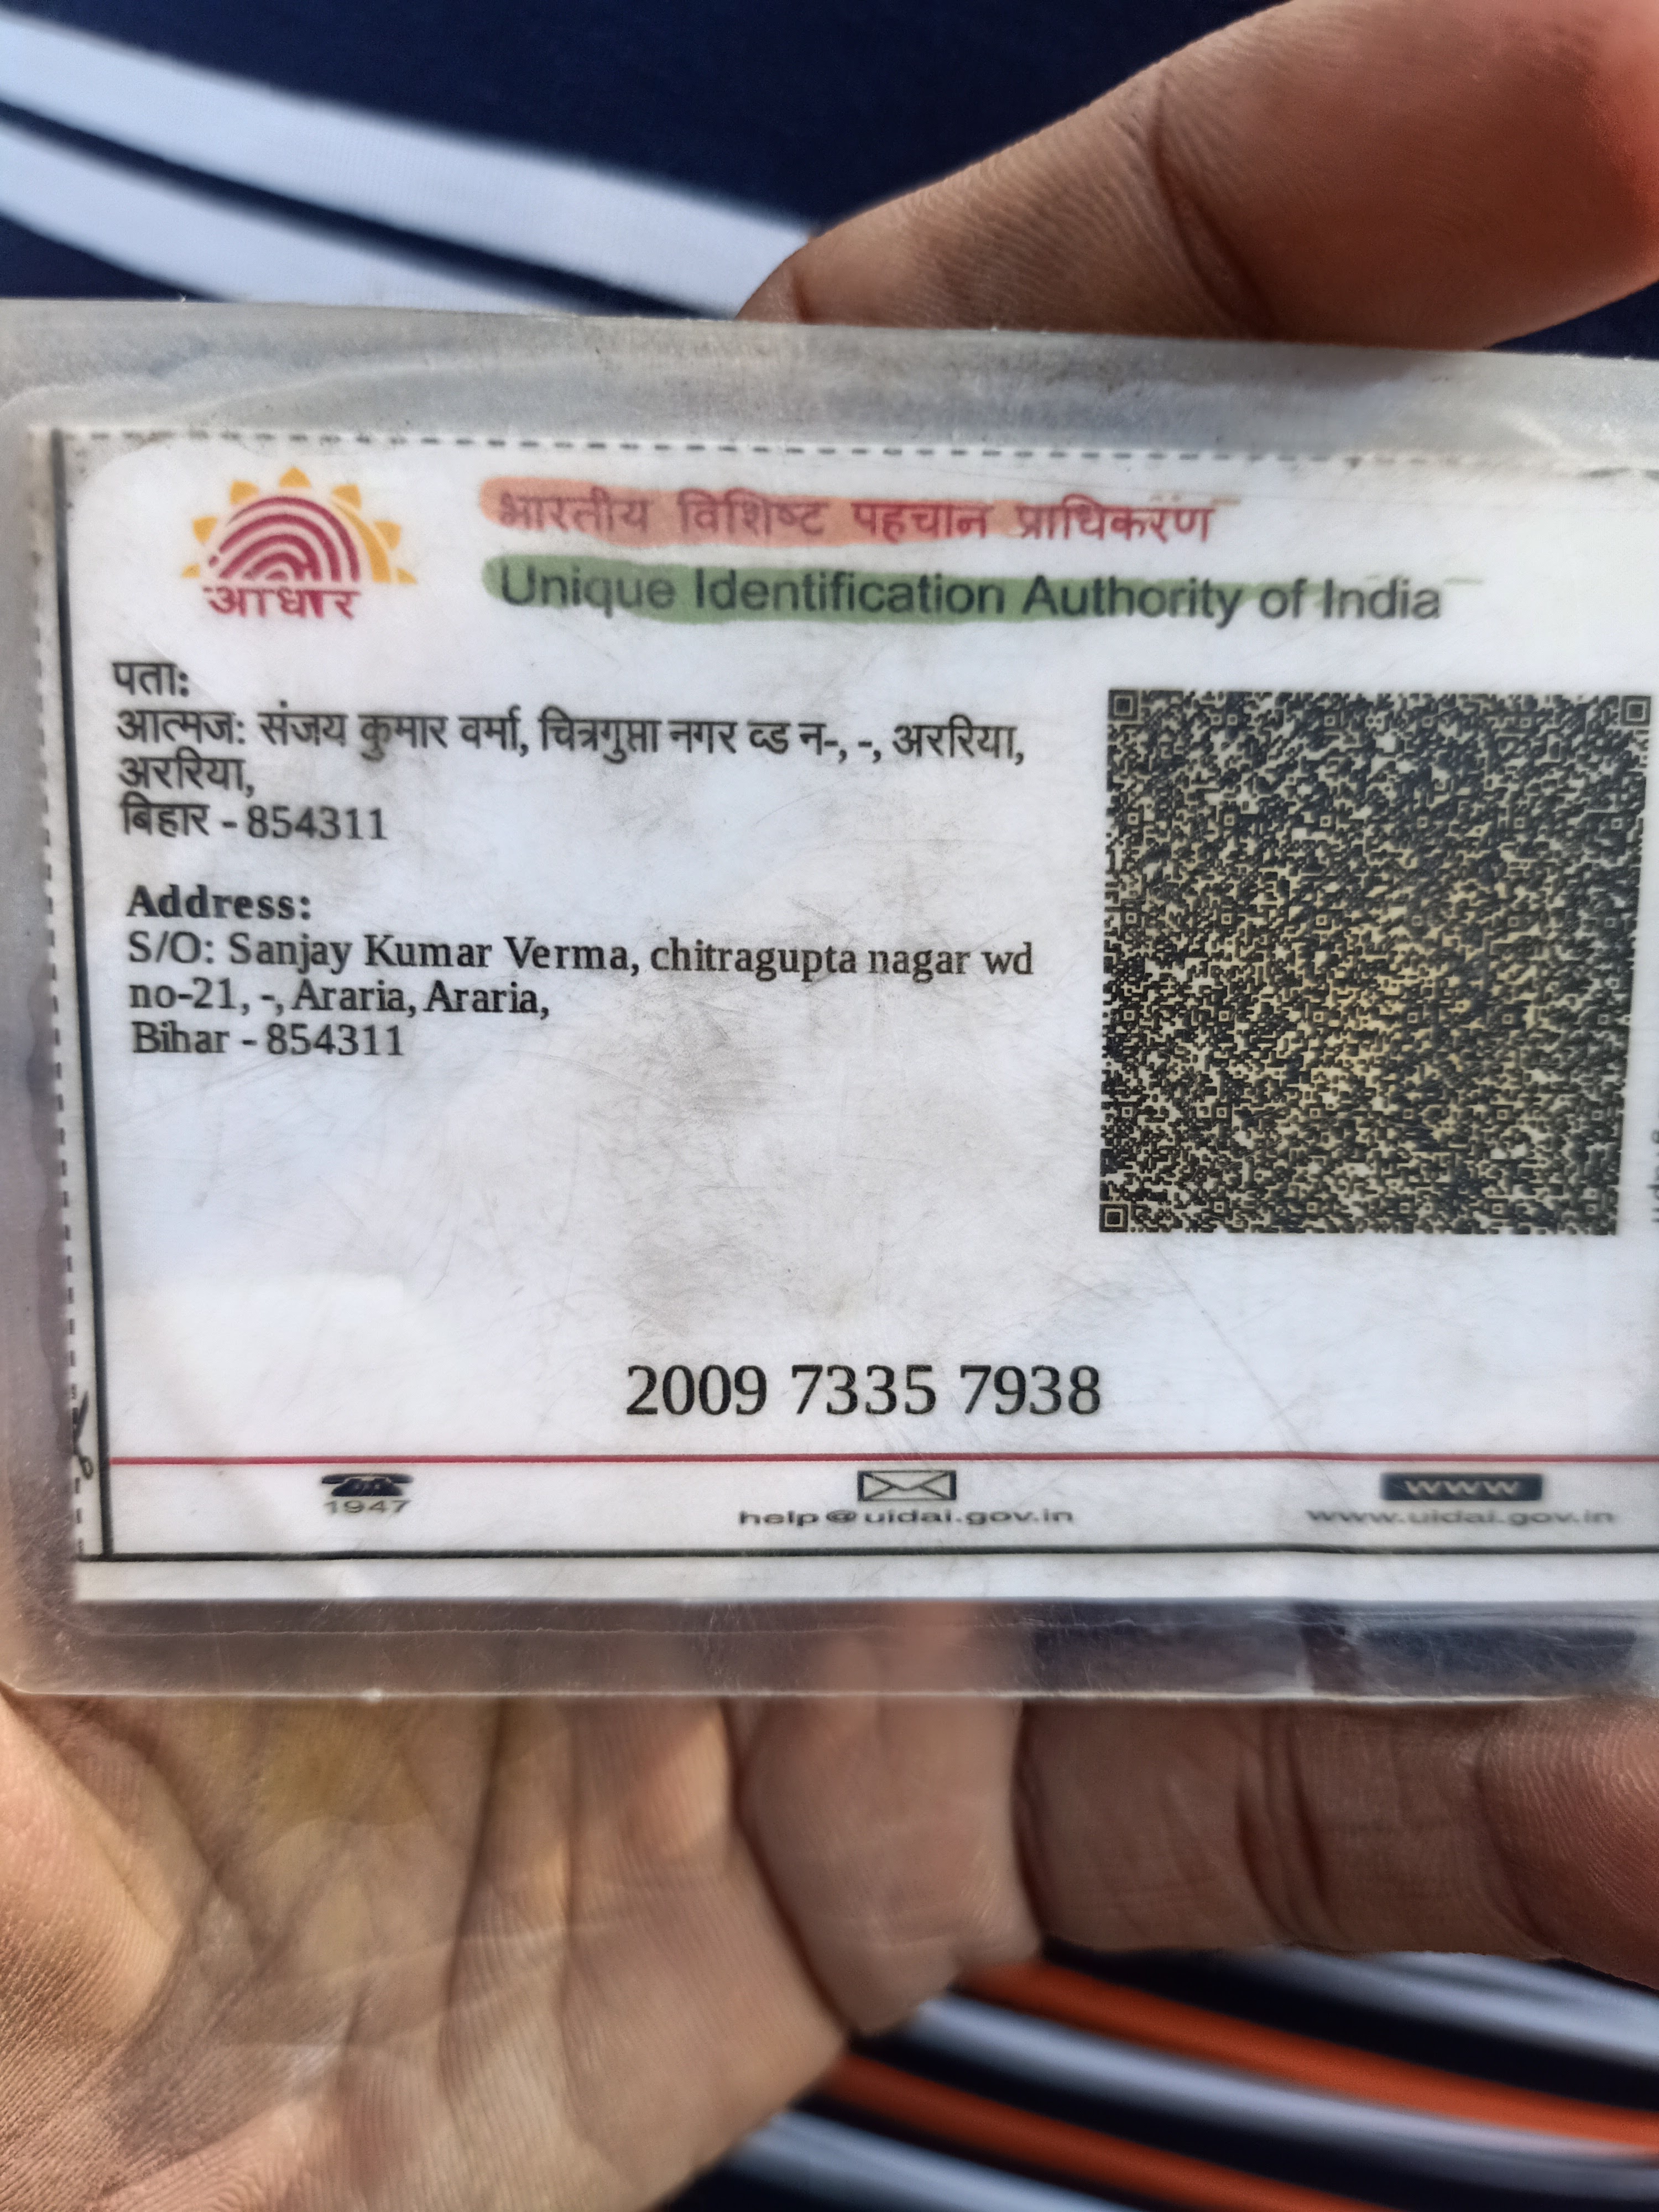 आधार
भारतीय विशिष्ट पहचान प्राधिकरण
Unique Identification Authority of India
पता:
आत्मज: संजय कुमार वर्मा, चित्रगुप्ता नगर व्ड न-, -, अररिया,
अररिया,
बिहार - 854311
Address:
S/O: Sanjay Kumar Verma, chitragupta nagar wd
no-21, -, Araria, Araria,
Bihar - 854311
2009 7335 7938
1947
help@uidai.gov.in
www
www.uidai.gov.in